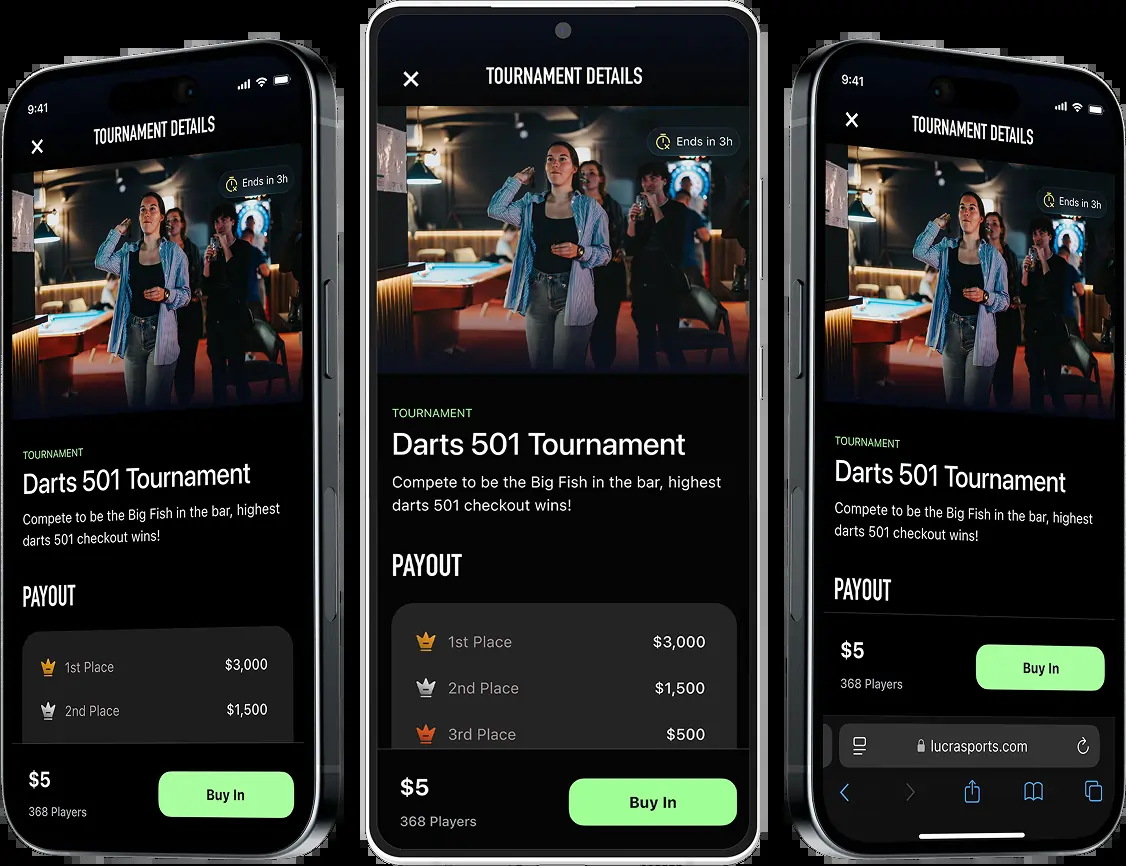 9:41
TOURNAMENT DETAILS
Ends in 3h
TOURNAMENT
Darts 501 Tournament
Compete to be the Big Fish in the bar, highest
darts 501 checkout wins!
PAYOUT
1st Place $3,000
2nd Place $1,500
$5
368 Players
Buy In
TOURNAMENT DETAILS
Ends in 3h
TOURNAMENT
Darts 501 Tournament
Compete to be the Big Fish in the bar, highest
darts 501 checkout wins!
PAYOUT
1st Place $3,000
2nd Place $1,500
3rd Place $500
$5
368 Players
Buy In
9:41
TOURNAMENT DETAILS
Ends in 3h
TOURNAMENT
Darts 501 Tournament
Compete to be the Big Fish in the bar, highest
darts 501 checkout wins!
PAYOUT
$5
368 Players
Buy In
lucrasports.com